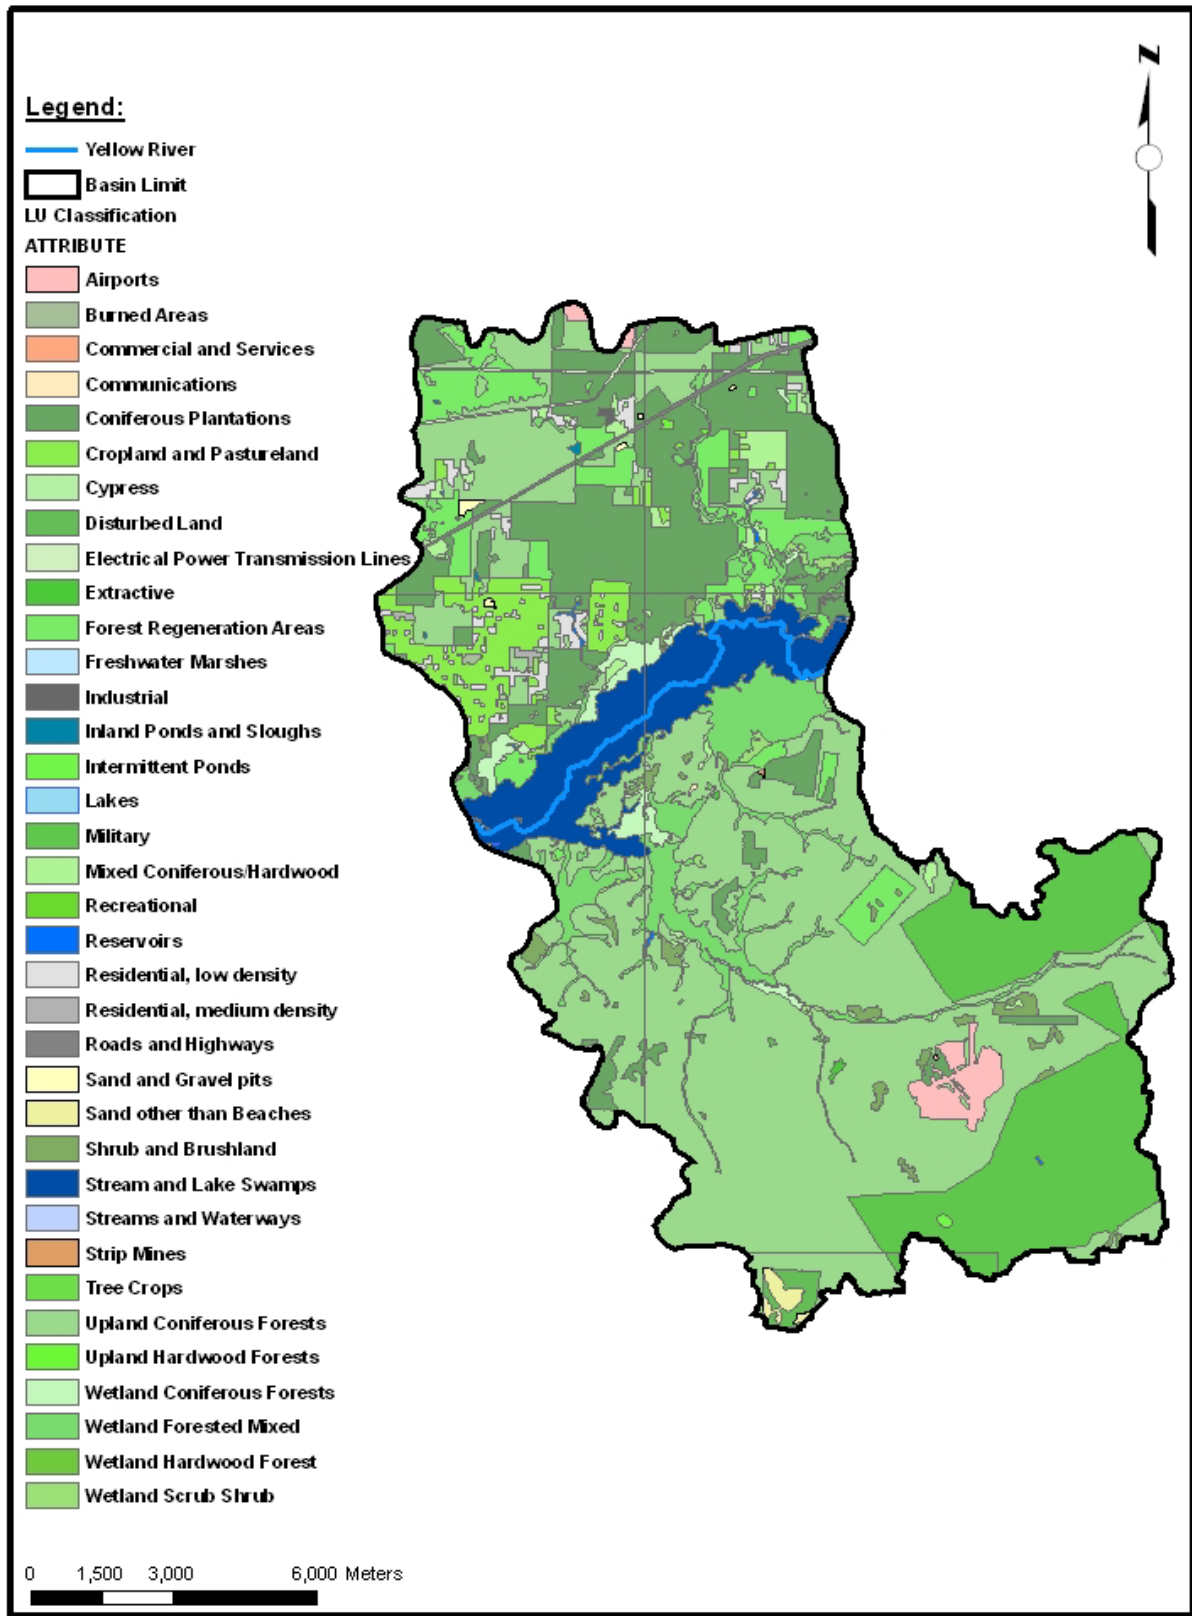 N
Legend:
Yellow River
Basin Limit
LU Classification
ATTRIBUTE
Airports
Burned Areas
Commercial and Services
Communications
Coniferous Plantations
Cropland and Pastureland
Cypress
Disturbed Land
Electrical Power Transmission Lines
Extractive
Forest Regeneration Areas
Freshwater Marshes
Industrial
Inland Ponds and Sloughs
Intermittent Ponds
Lakes
Military
Mixed Coniferous/Hardwood
Recreational
Reservoirs
Residential, low density
Residential, medium density
Roads and Highways
Sand and Gravel pits
Sand other than Beaches
Shrub and Brushland
Stream and Lake Swamps
Streams and Waterways
Strip Mines
Tree Crops
Upland Coniferous Forests
Upland Hardwood Forests
Wetland Coniferous Forests
Wetland Forested Mixed
Wetland Hardwood Forest
Wetland Scrub Shrub
0 1,500 3,000 6,000 Meters